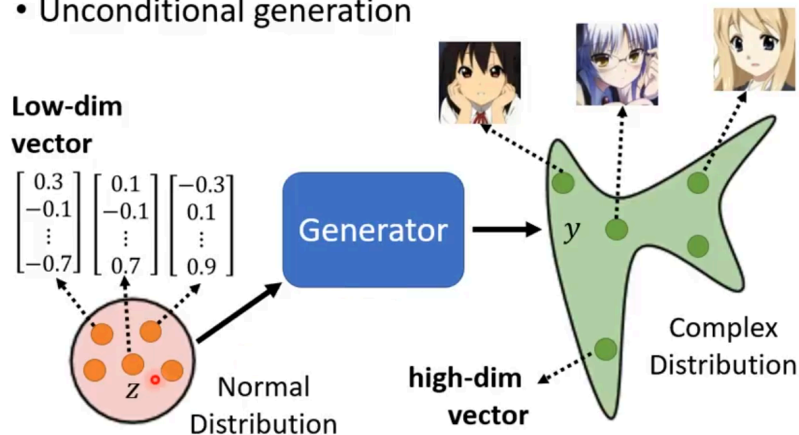 • Unconditional generation
Low-dim
vector
0.3
−0.1
⋮
−0.7
0.1
−0.1
⋮
0.7
−0.3
0.1
⋮
0.9
z
Normal
Distribution
Generator
y
high-dim
vector
Complex
Distribution